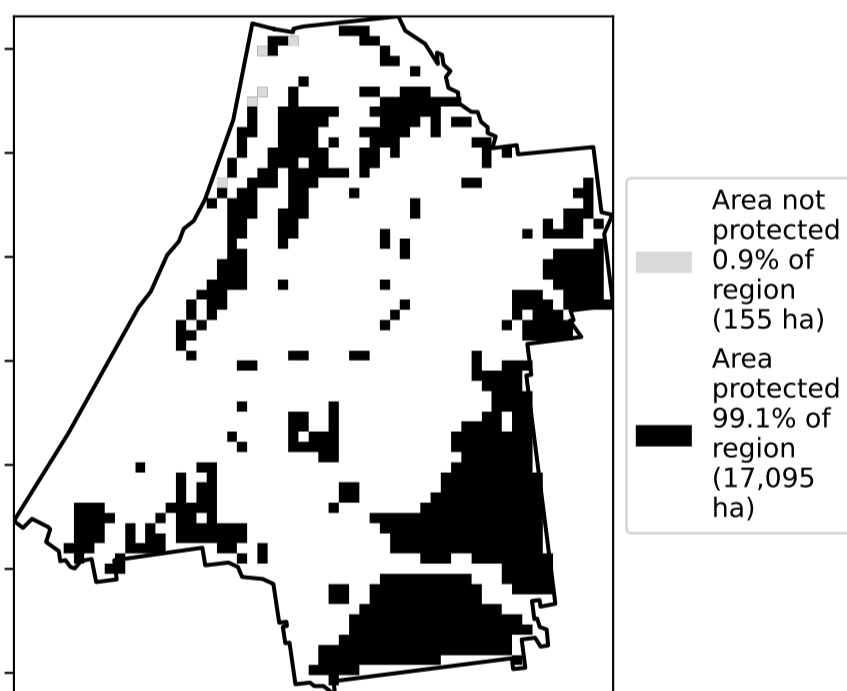 Area not
protected
0.9% of
region
(155 ha)
Area
protected
99.1% of
region
(17,095
ha)